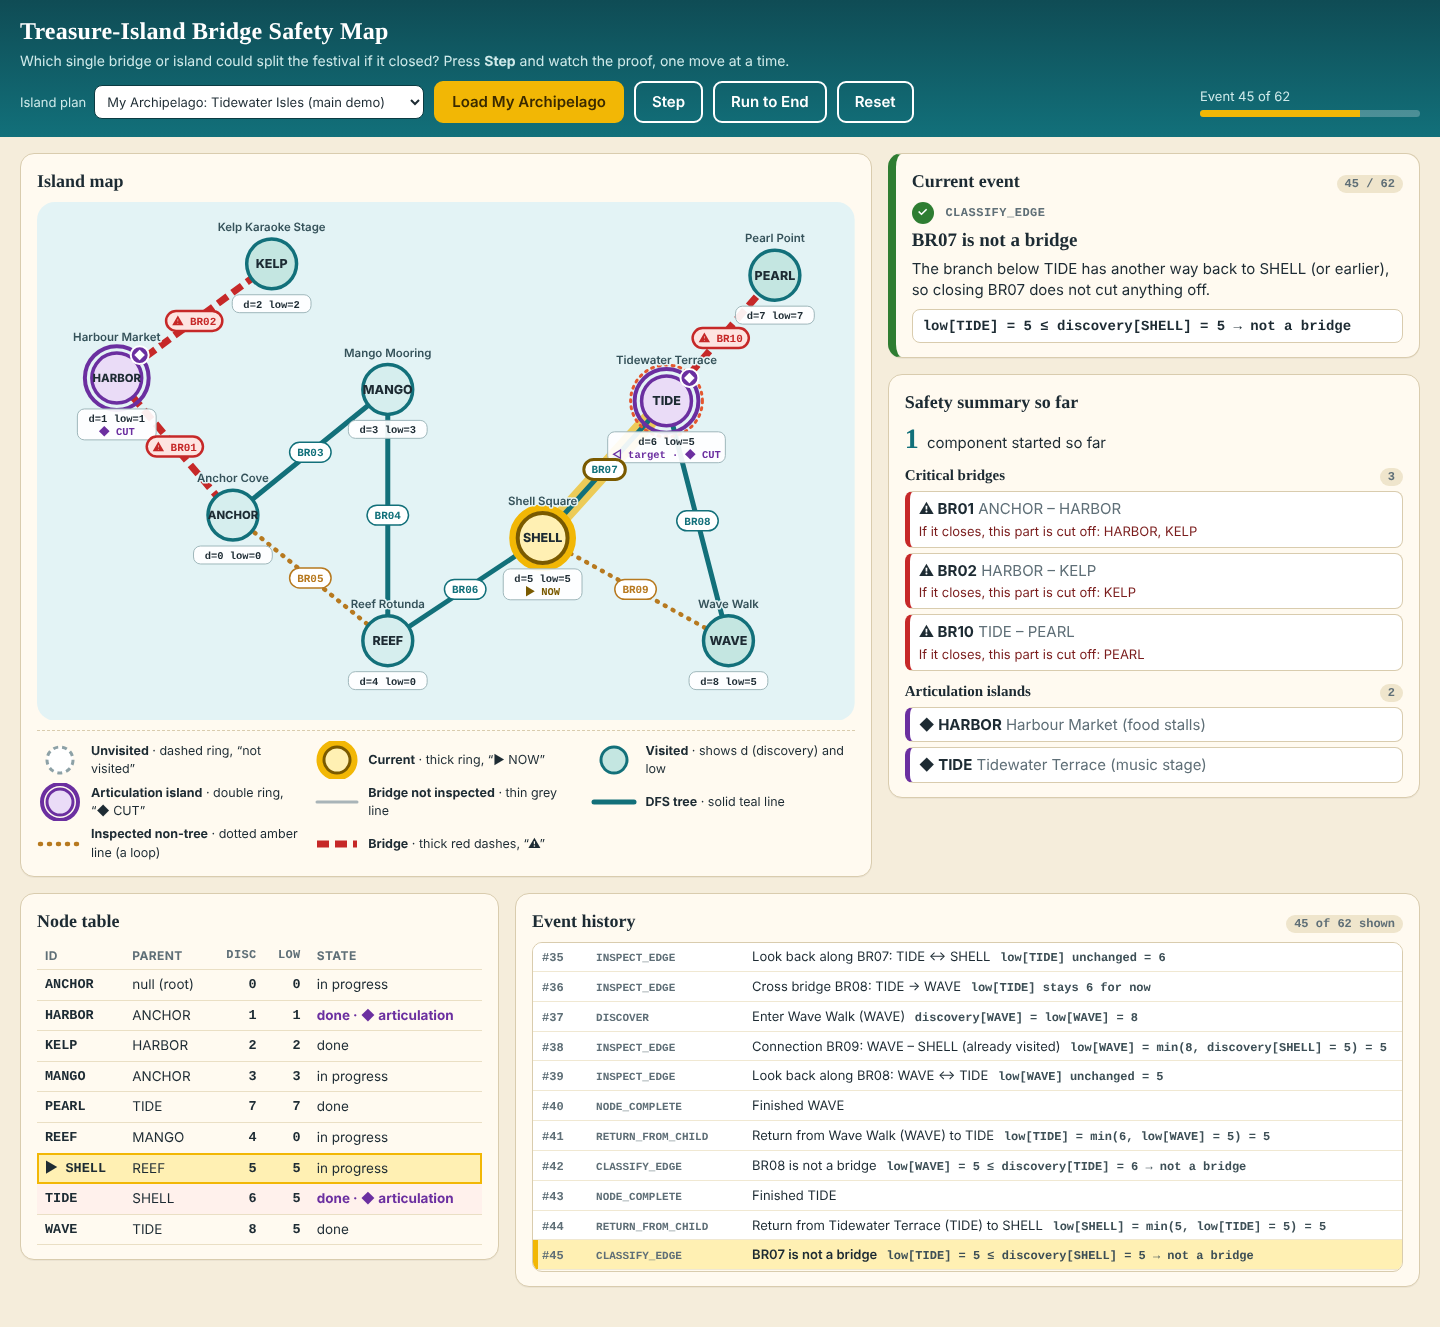 Treasure-Island Bridge Safety Map
Which single bridge or island could split the festival if it closed? Press Step and watch the proof, one move at a time.
Island plan
My Archipelago: Tidewater Isles (main demo)
Load My Archipelago
Step
Run to End
Reset
Event 45 of 62
Island map
Kelp Karaoke Stage
KELP
d=2 low=2
Pearl Point
PEARL
d=7 low=7
⚠ BR02
⚠ BR10
Harbour Market
HARBOR
d=1 low=1
◆ CUT
Mango Mooring
MANGO
d=3 low=3
Tidewater Terrace
TIDE
d=6 low=5
◁ target · ◆ CUT
⚠ BR01
BR03
BR07
Anchor Cove
ANCHOR
d=0 low=0
BR04
Shell Square
SHELL
d=5 low=5
▶ NOW
BR08
BR05
BR06
BR09
Reef Rotunda
REEF
d=4 low=0
Wave Walk
WAVE
d=8 low=5
Unvisited · dashed ring, “not
visited”
Current · thick ring, “▶ NOW”
Visited · shows d (discovery) and
low
Articulation island · double ring,
“◆ CUT”
Bridge not inspected · thin grey
line
DFS tree · solid teal line
Inspected non-tree · dotted amber
line (a loop)
Bridge · thick red dashes, “⚠”
Current event
45 / 62
CLASSIFY_EDGE
BR07 is not a bridge
The branch below TIDE has another way back to SHELL (or earlier),
so closing BR07 does not cut anything off.
low[TIDE] = 5 ≤ discovery[SHELL] = 5 → not a bridge
Safety summary so far
1 component started so far
Critical bridges
3
⚠ BR01 ANCHOR – HARBOR
If it closes, this part is cut off: HARBOR, KELP
⚠ BR02 HARBOR – KELP
If it closes, this part is cut off: KELP
⚠ BR10 TIDE – PEARL
If it closes, this part is cut off: PEARL
Articulation islands
2
◆ HARBOR Harbour Market (food stalls)
◆ TIDE Tidewater Terrace (music stage)
Node table
ID PARENT DISC LOW STATE
ANCHOR null (root) 0 0 in progress
HARBOR ANCHOR 1 1 done · ◆ articulation
KELP HARBOR 2 2 done
MANGO ANCHOR 3 3 in progress
PEARL TIDE 7 7 done
REEF MANGO 4 0 in progress
▶ SHELL REEF 5 5 in progress
TIDE SHELL 6 5 done · ◆ articulation
WAVE TIDE 8 5 done
Event history
45 of 62 shown
#35 INSPECT_EDGE Look back along BR07: TIDE ↔ SHELL low[TIDE] unchanged = 6
#36 INSPECT_EDGE Cross bridge BR08: TIDE → WAVE low[TIDE] stays 6 for now
#37 DISCOVER Enter Wave Walk (WAVE) discovery[WAVE] = low[WAVE] = 8
#38 INSPECT_EDGE Connection BR09: WAVE – SHELL (already visited) low[WAVE] = min(8, discovery[SHELL] = 5) = 5
#39 INSPECT_EDGE Look back along BR08: WAVE ↔ TIDE low[WAVE] unchanged = 5
#40 NODE_COMPLETE Finished WAVE
#41 RETURN_FROM_CHILD Return from Wave Walk (WAVE) to TIDE low[TIDE] = min(6, low[WAVE] = 5) = 5
#42 CLASSIFY_EDGE BR08 is not a bridge low[WAVE] = 5 ≤ discovery[TIDE] = 6 → not a bridge
#43 NODE_COMPLETE Finished TIDE
#44 RETURN_FROM_CHILD Return from Tidewater Terrace (TIDE) to SHELL low[SHELL] = min(5, low[TIDE] = 5) = 5
#45 CLASSIFY_EDGE BR07 is not a bridge low[TIDE] = 5 ≤ discovery[SHELL] = 5 → not a bridge